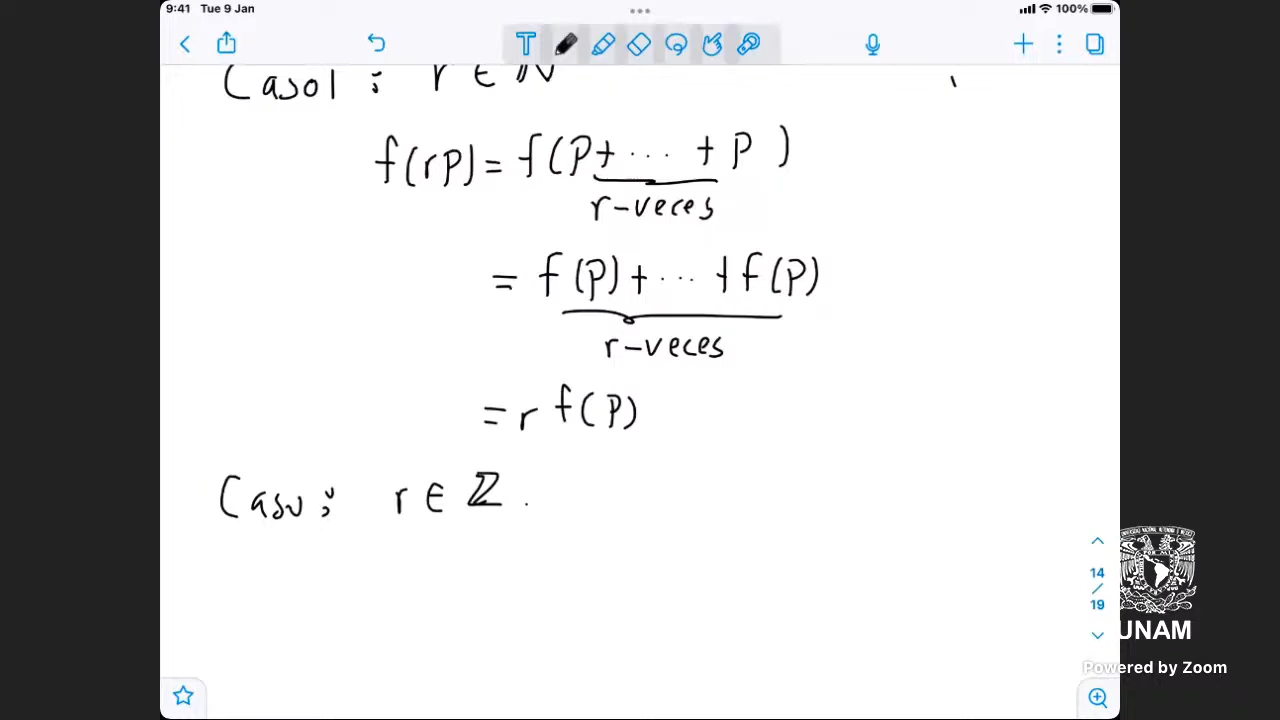 9:41 Tue 9 Jan 100%
Caso1: r ∈ ℕ
f(rp) = f(p + ... + p)
r-veces
= f(p) + ... + f(p)
r-veces
= r f(p)
Caso: r ∈ ℤ.
14
/
19
UNAM
Powered by Zoom